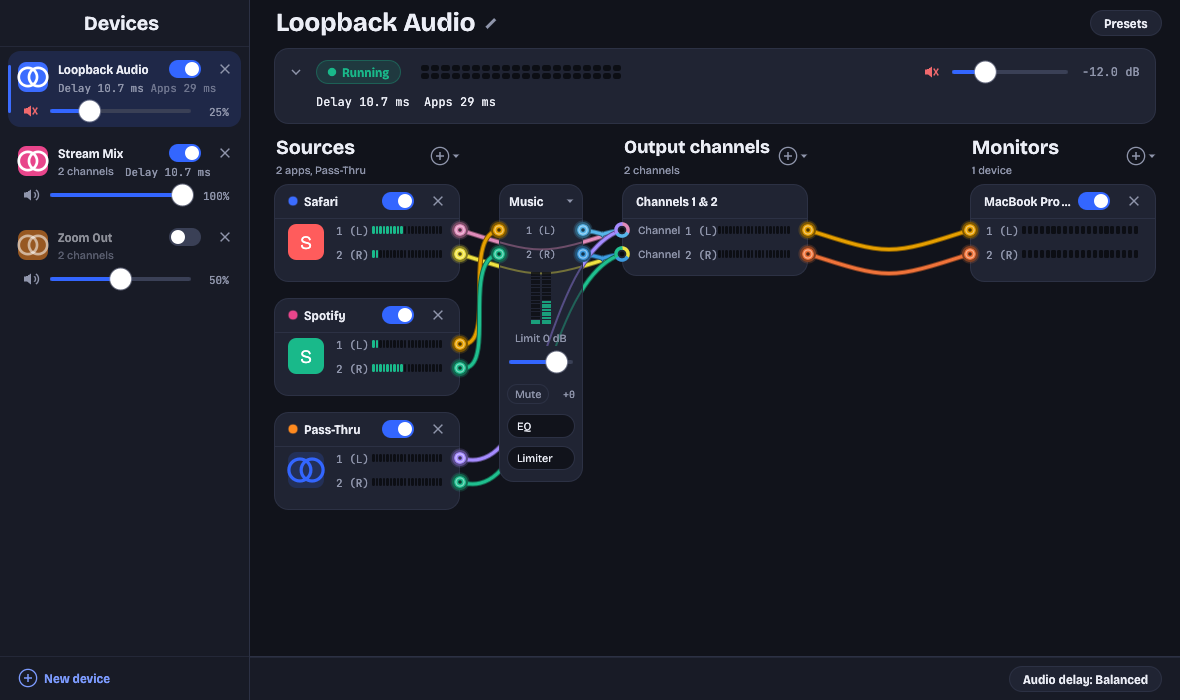 Devices
Loopback Audio
Delay 10.7 ms Apps 29 ms
25%
Stream Mix
2 channels Delay 10.7 ms
100%
Zoom Out
2 channels
50%
New device
Loopback Audio
Presets
Running
-12.0 dB
Delay 10.7 ms Apps 29 ms
Sources
2 apps, Pass-Thru
Output channels
2 channels
Monitors
1 device
Safari
S
1 (L)
2 (R)
Spotify
S
1 (L)
2 (R)
Pass-Thru
1 (L)
2 (R)
Music
1 (L)
2 (R)
Limit 0 dB
Mute +0
EQ
Limiter
Channels 1 & 2
Channel 1 (L)
Channel 2 (R)
MacBook Pro ...
1 (L)
2 (R)
Audio delay: Balanced